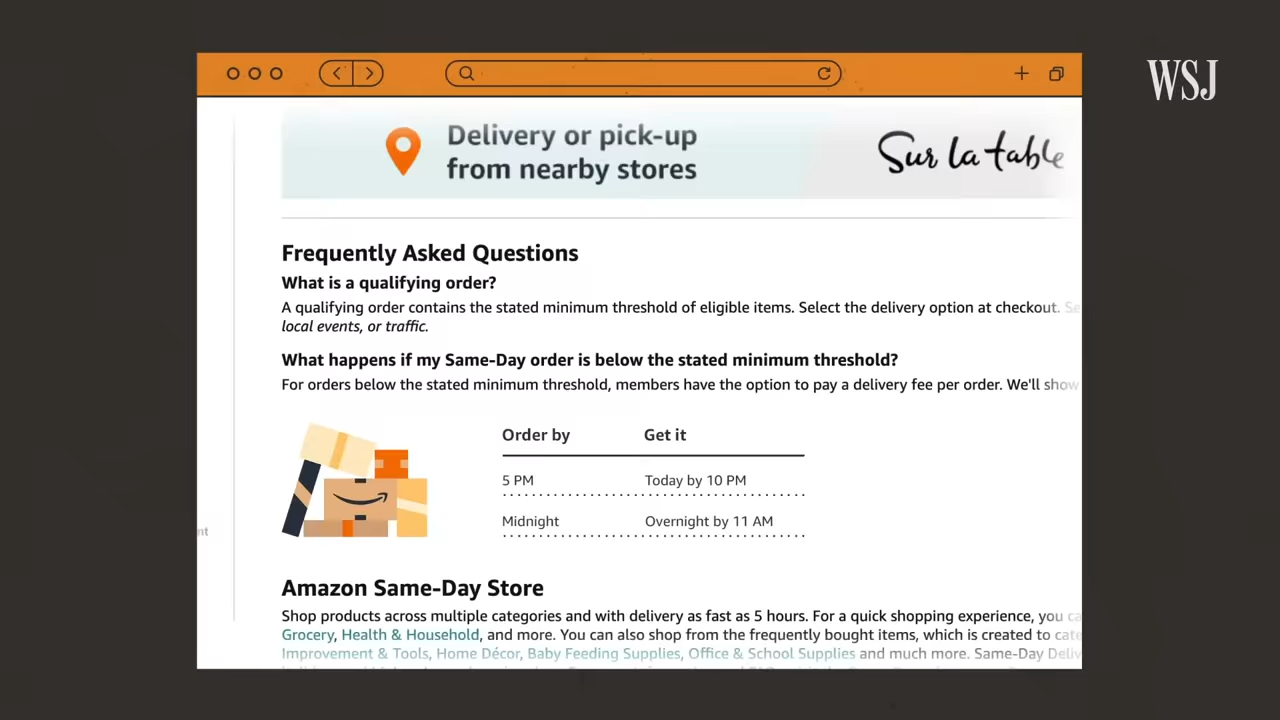 WSJ
Delivery or pick-up
from nearby stores
Sur la table
Frequently Asked Questions
What is a qualifying order?
A qualifying order contains the stated minimum threshold of eligible items. Select the delivery option at checkout.
local events, or traffic.
What happens if my Same-Day order is below the stated minimum threshold?
For orders below the stated minimum threshold, members have the option to pay a delivery fee per order. We'll show
Order by Get it
5 PM Today by 10 PM
Midnight Overnight by 11 AM
Amazon Same-Day Store
Shop products across multiple categories and with delivery as fast as 5 hours. For a quick shopping experience, you
Grocery, Health & Household, and more. You can also shop from the frequently bought items, which is created to
Improvement & Tools, Home Décor, Baby Feeding Supplies, Office & School Supplies and much more. Same-Day